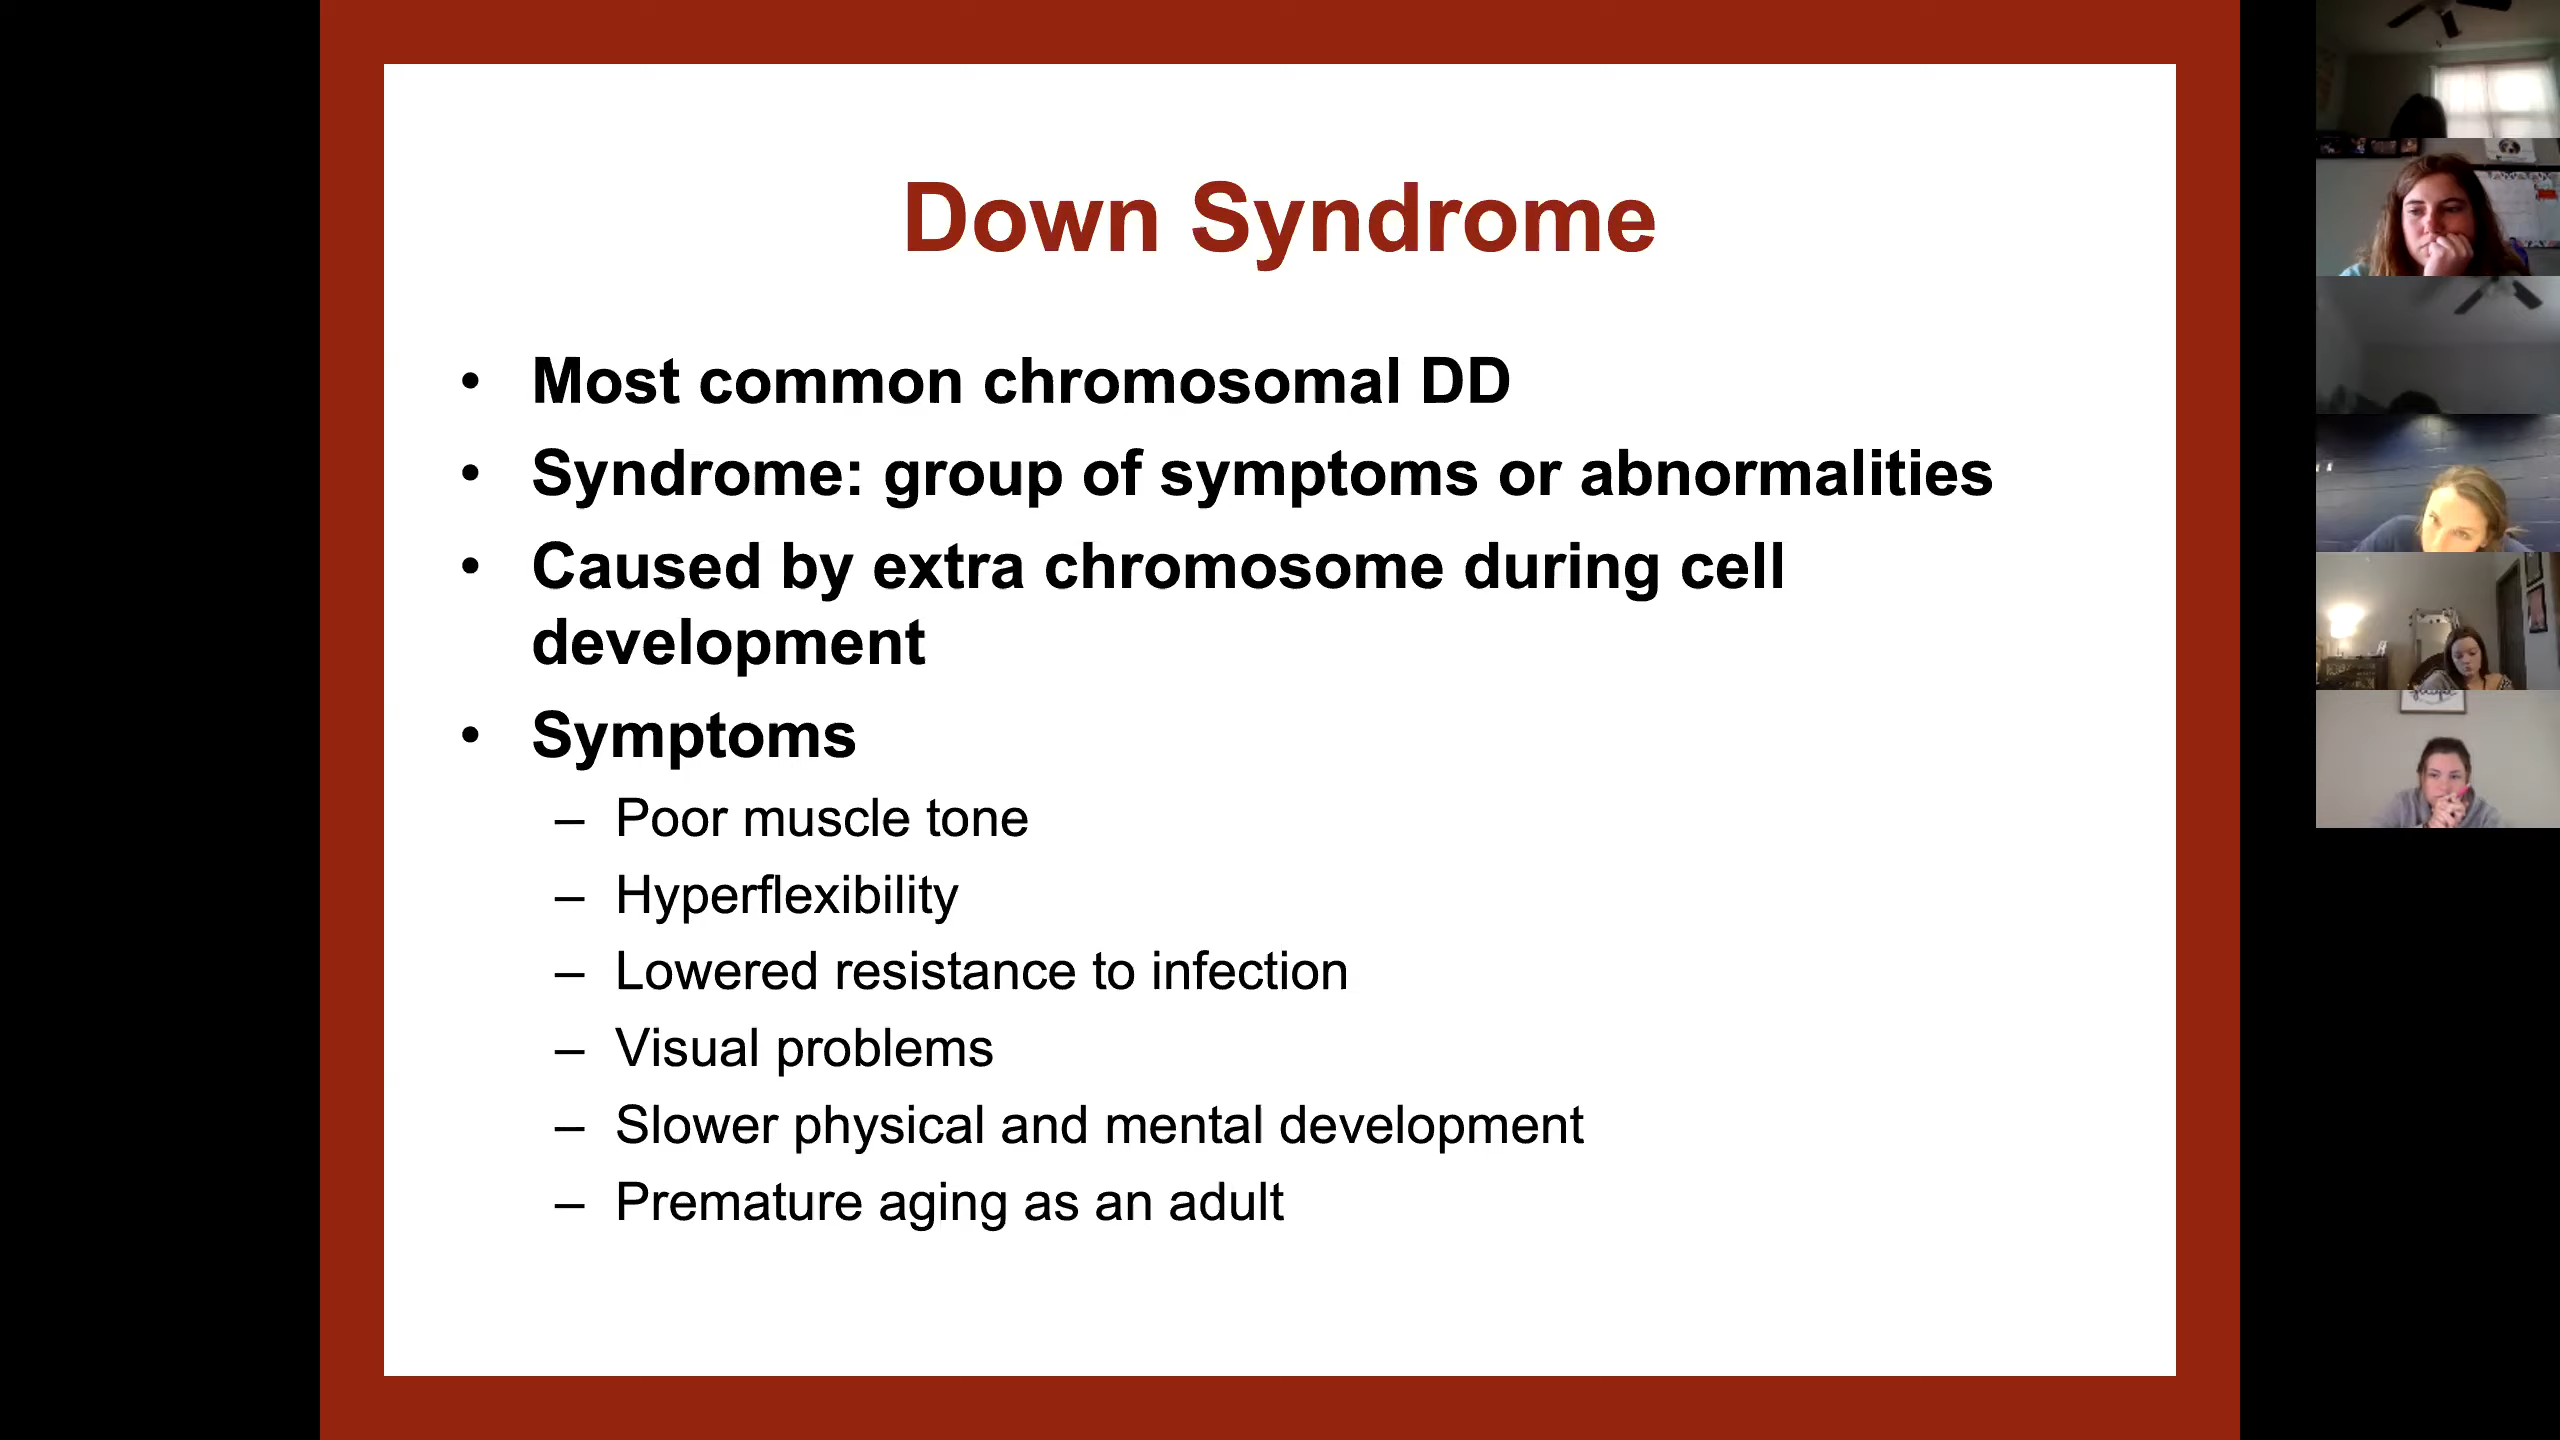 Down Syndrome
• Most common chromosomal DD
• Syndrome: group of symptoms or abnormalities
• Caused by extra chromosome during cell
development
• Symptoms
– Poor muscle tone
– Hyperflexibility
– Lowered resistance to infection
– Visual problems
– Slower physical and mental development
– Premature aging as an adult